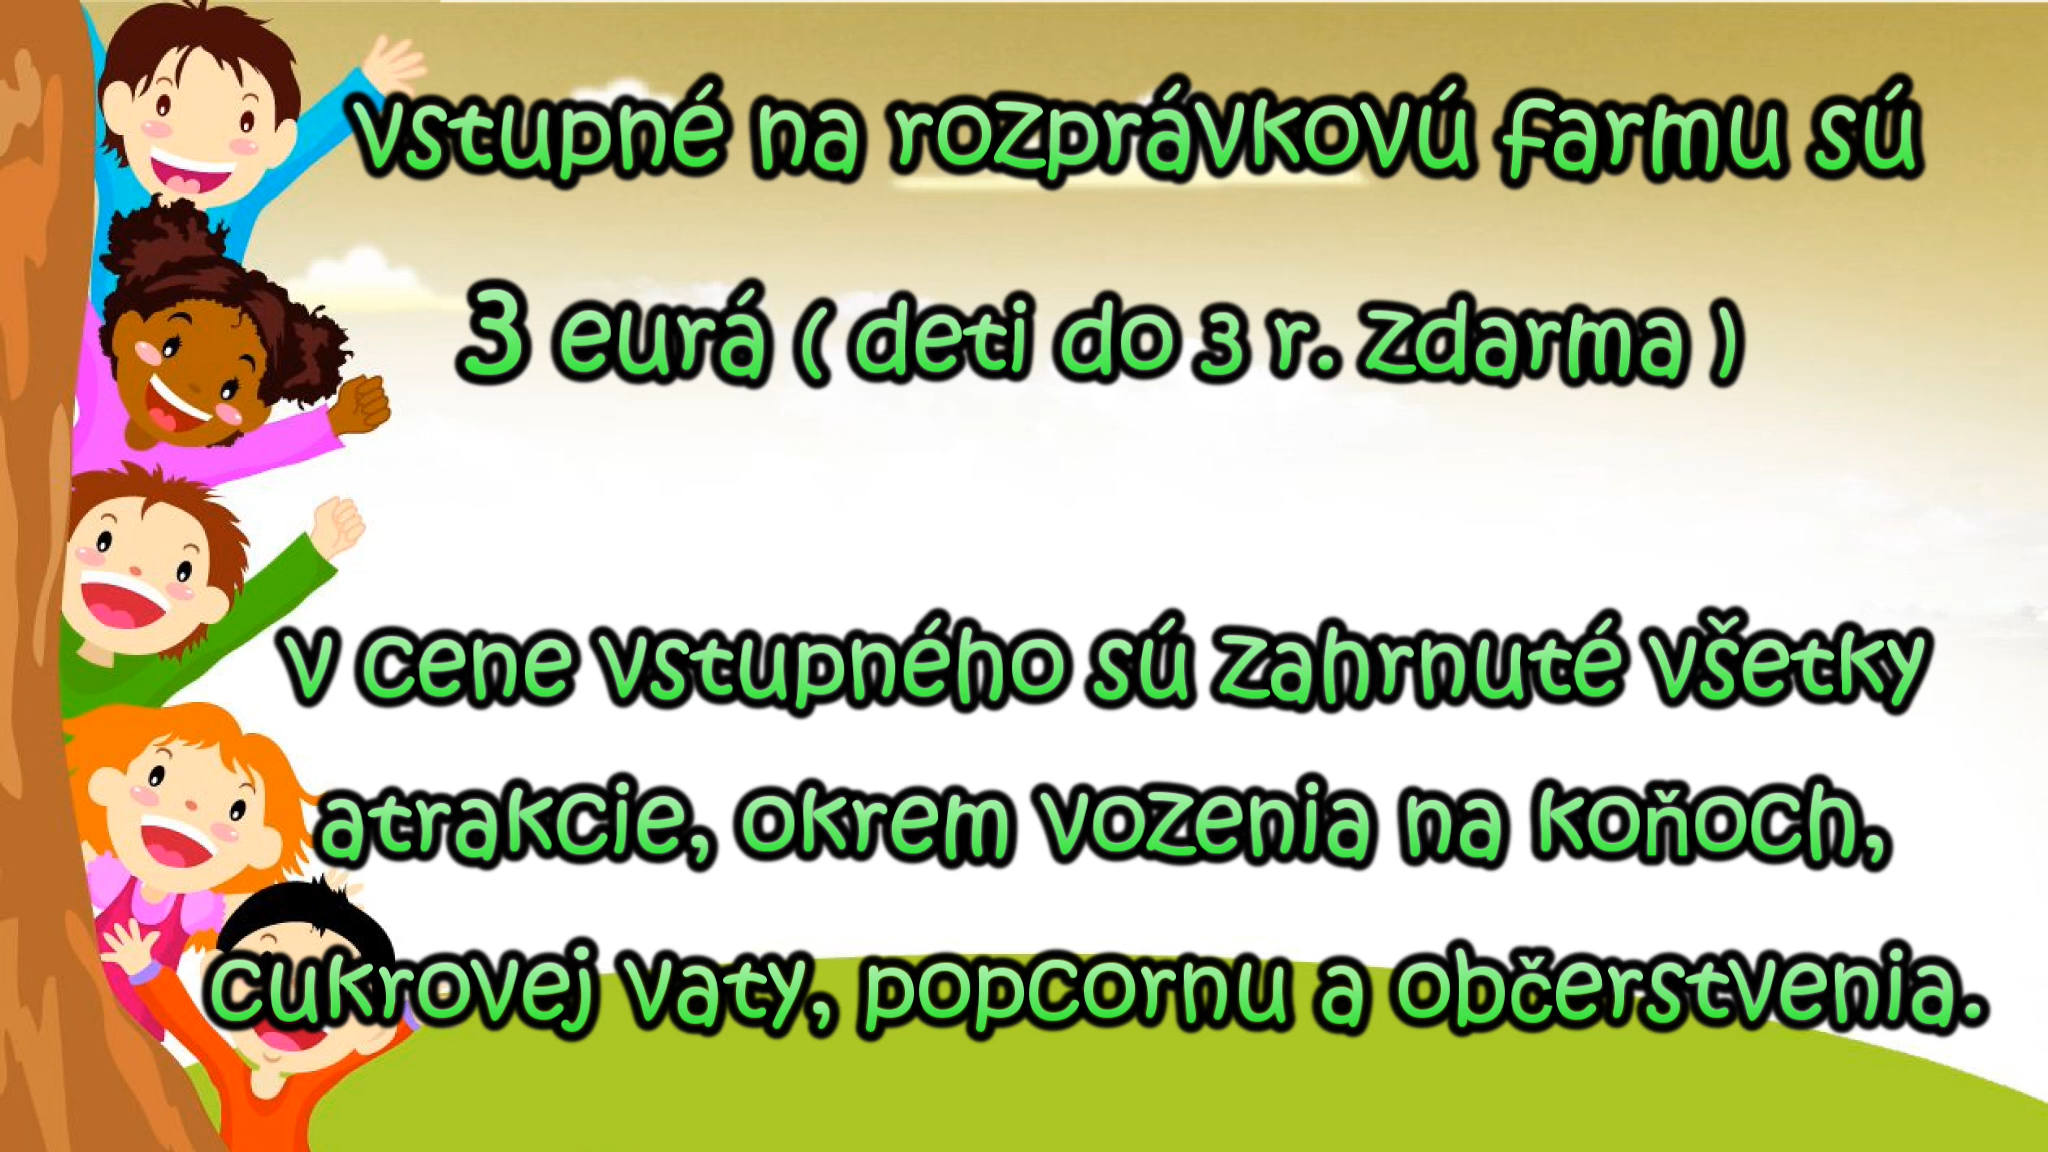 vstupné na rozprávkovú farmu sú
3 eurá ( deti do 3 r. zdarma )
v cene vstupného sú zahrnuté všetky
atrakcie, okrem vozenia na koňoch,
cukrovej vaty, popcornu a občerstvenia.